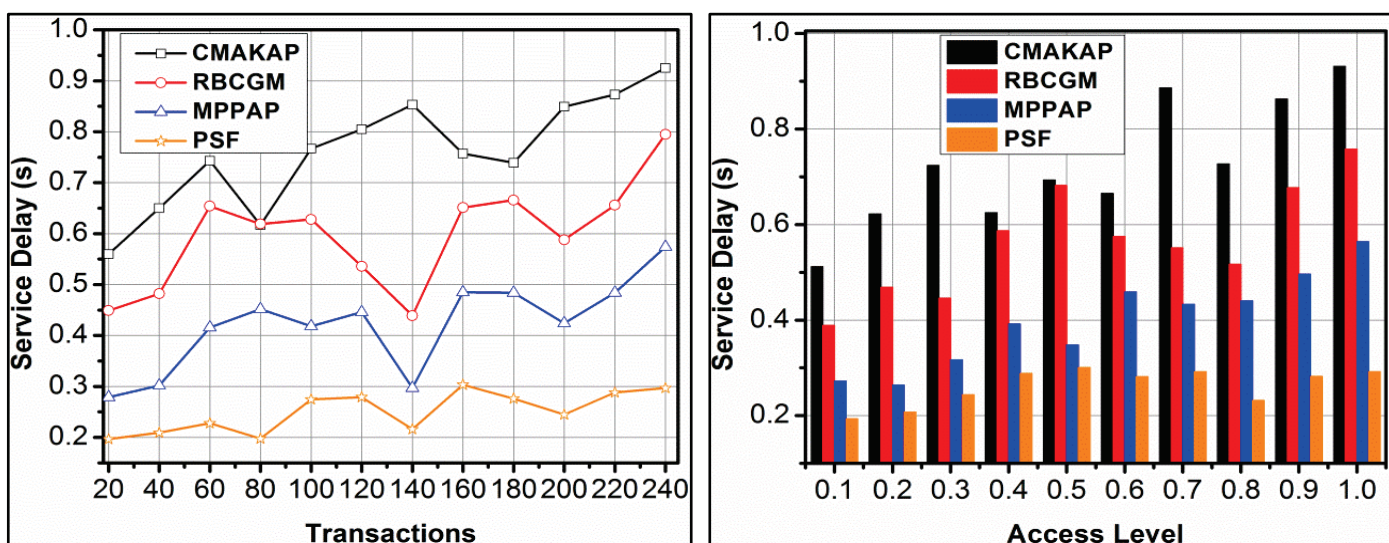 1.0
0.9
0.8
0.7
0.6
0.5
0.4
0.3
0.2
Service Delay (s)
CMAKAP
RBCGM
MPPAP
PSF
20 40 60 80 100 120 140 160 180 200 220 240
Transactions
1.0
0.8
0.6
0.4
0.2
Service Delay (s)
CMAKAP
RBCGM
MPPAP
PSF
0.1 0.2 0.3 0.4 0.5 0.6 0.7 0.8 0.9 1.0
Access Level